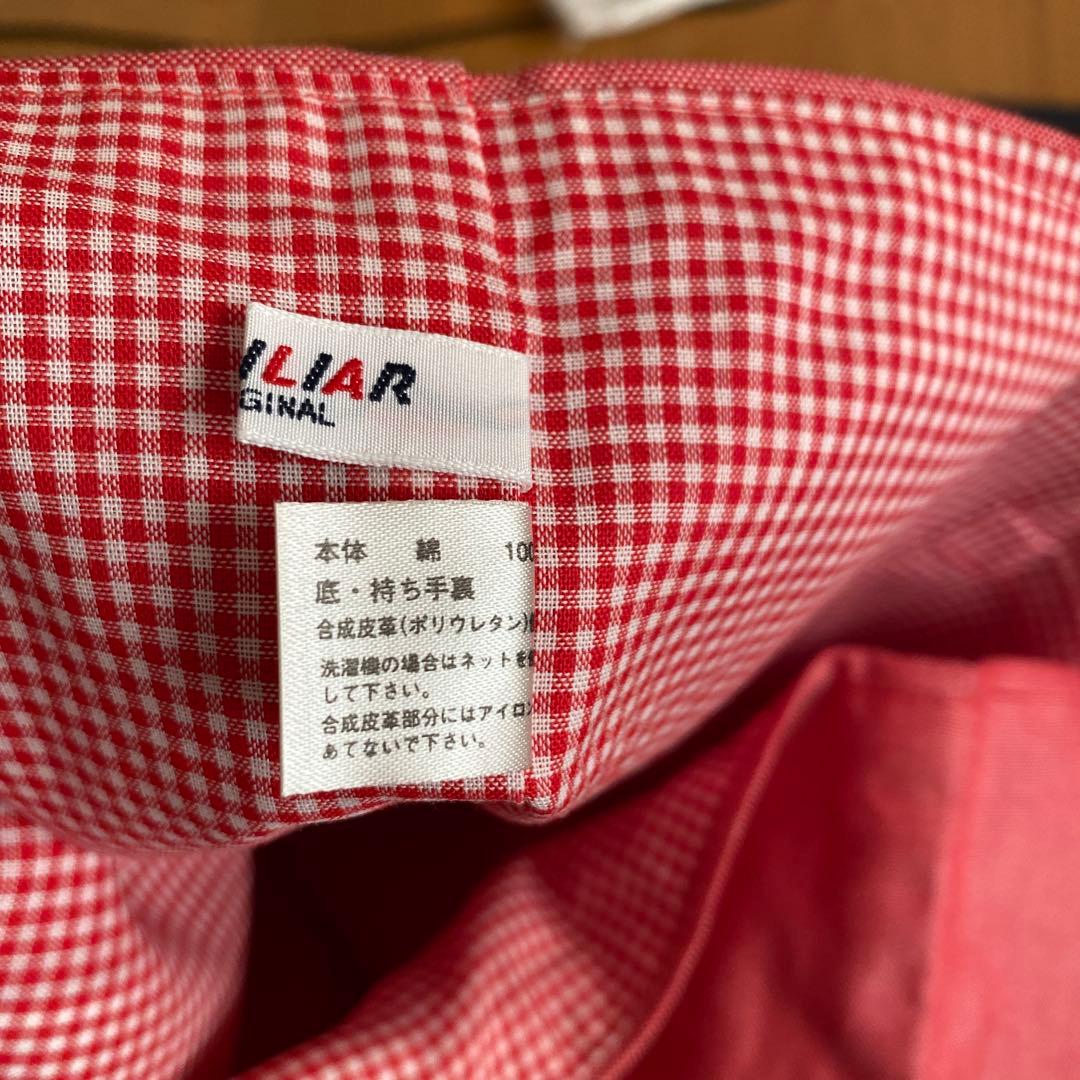 ILIAR
GINAL
本体 綿 100
底・持ち手裏
合成皮革(ポリウレタン)
洗濯機の場合はネットを
して下さい。
合成皮革部分にはアイロン
あてないで下さい。